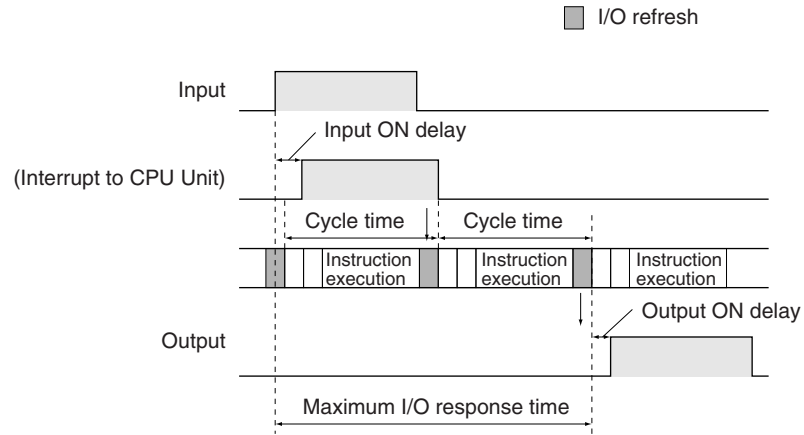 I/O refresh
Input
Input ON delay
(Interrupt to CPU Unit)
Cycle time
Cycle time
Instruction
execution
Instruction
execution
Instruction
execution
Output ON delay
Output
Maximum I/O response time